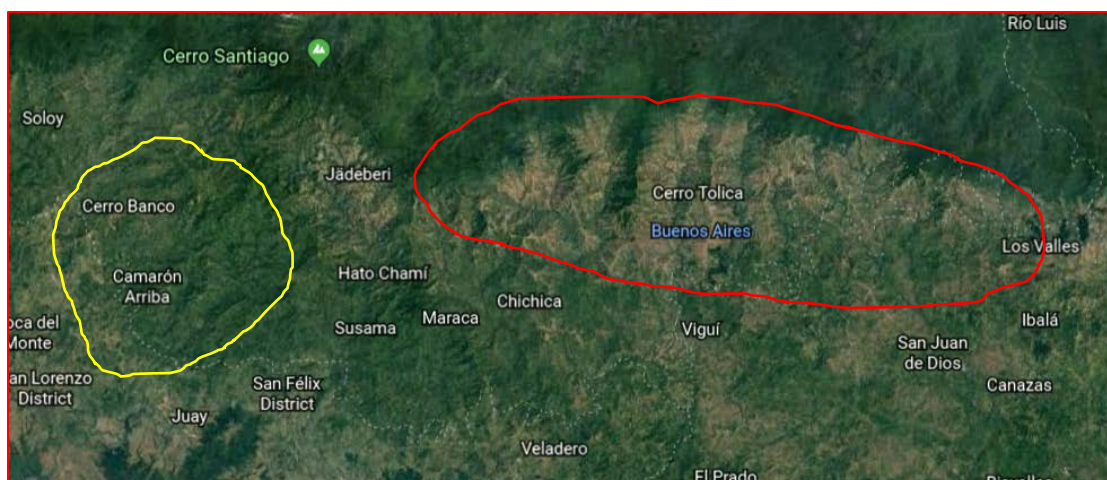 Río Luis
Cerro Santiago
Soloy
Jädeberi
Cerro Tolica
Cerro Banco
Buenos Aires
Los Valles
Camarón
Arriba
Hato Chamí
Chichica
Maraca
Susama
Viguí
Ibalá
oca del
Monte
San Juan
de Dios
an Lorenzo
District
San Félix
District
Canazas
Juay
Veladero
El Prado